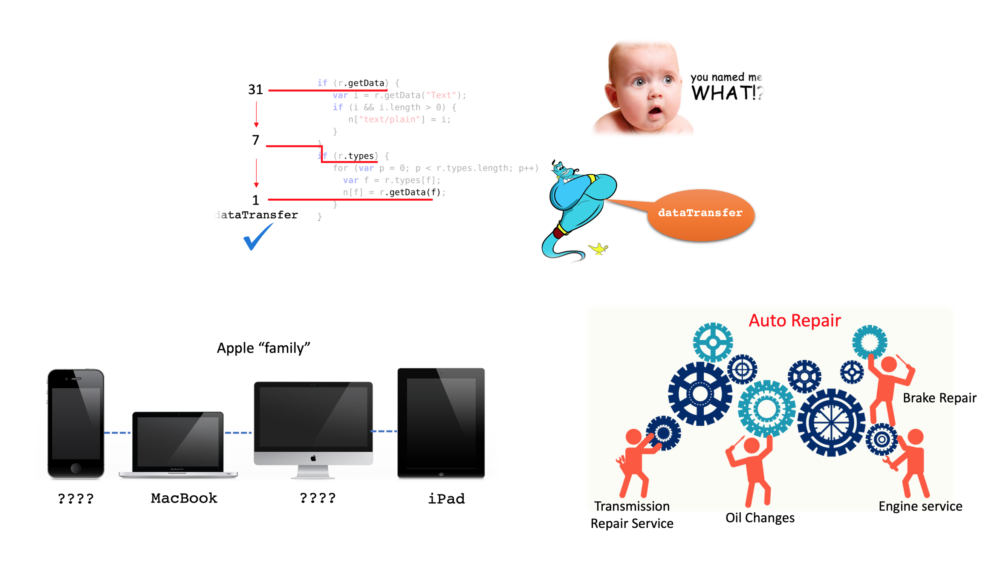 31
7
1
dataTransfer
if (r.getData) {
var i = r.getData("Text");
if (i && i.length > 0) {
n["text/plain"] = i;
}
}
if (r.types) {
for (var p = 0; p < r.types.length; p++)
var f = r.types[f];
n[f] = r.getData(f);
}
}
you named me
WHAT!?
dataTransfer
Apple “family”
MacBook Pro
????
MacBook
????
iPad
Auto Repair
Brake Repair
Transmission
Repair Service
Oil Changes
Engine service